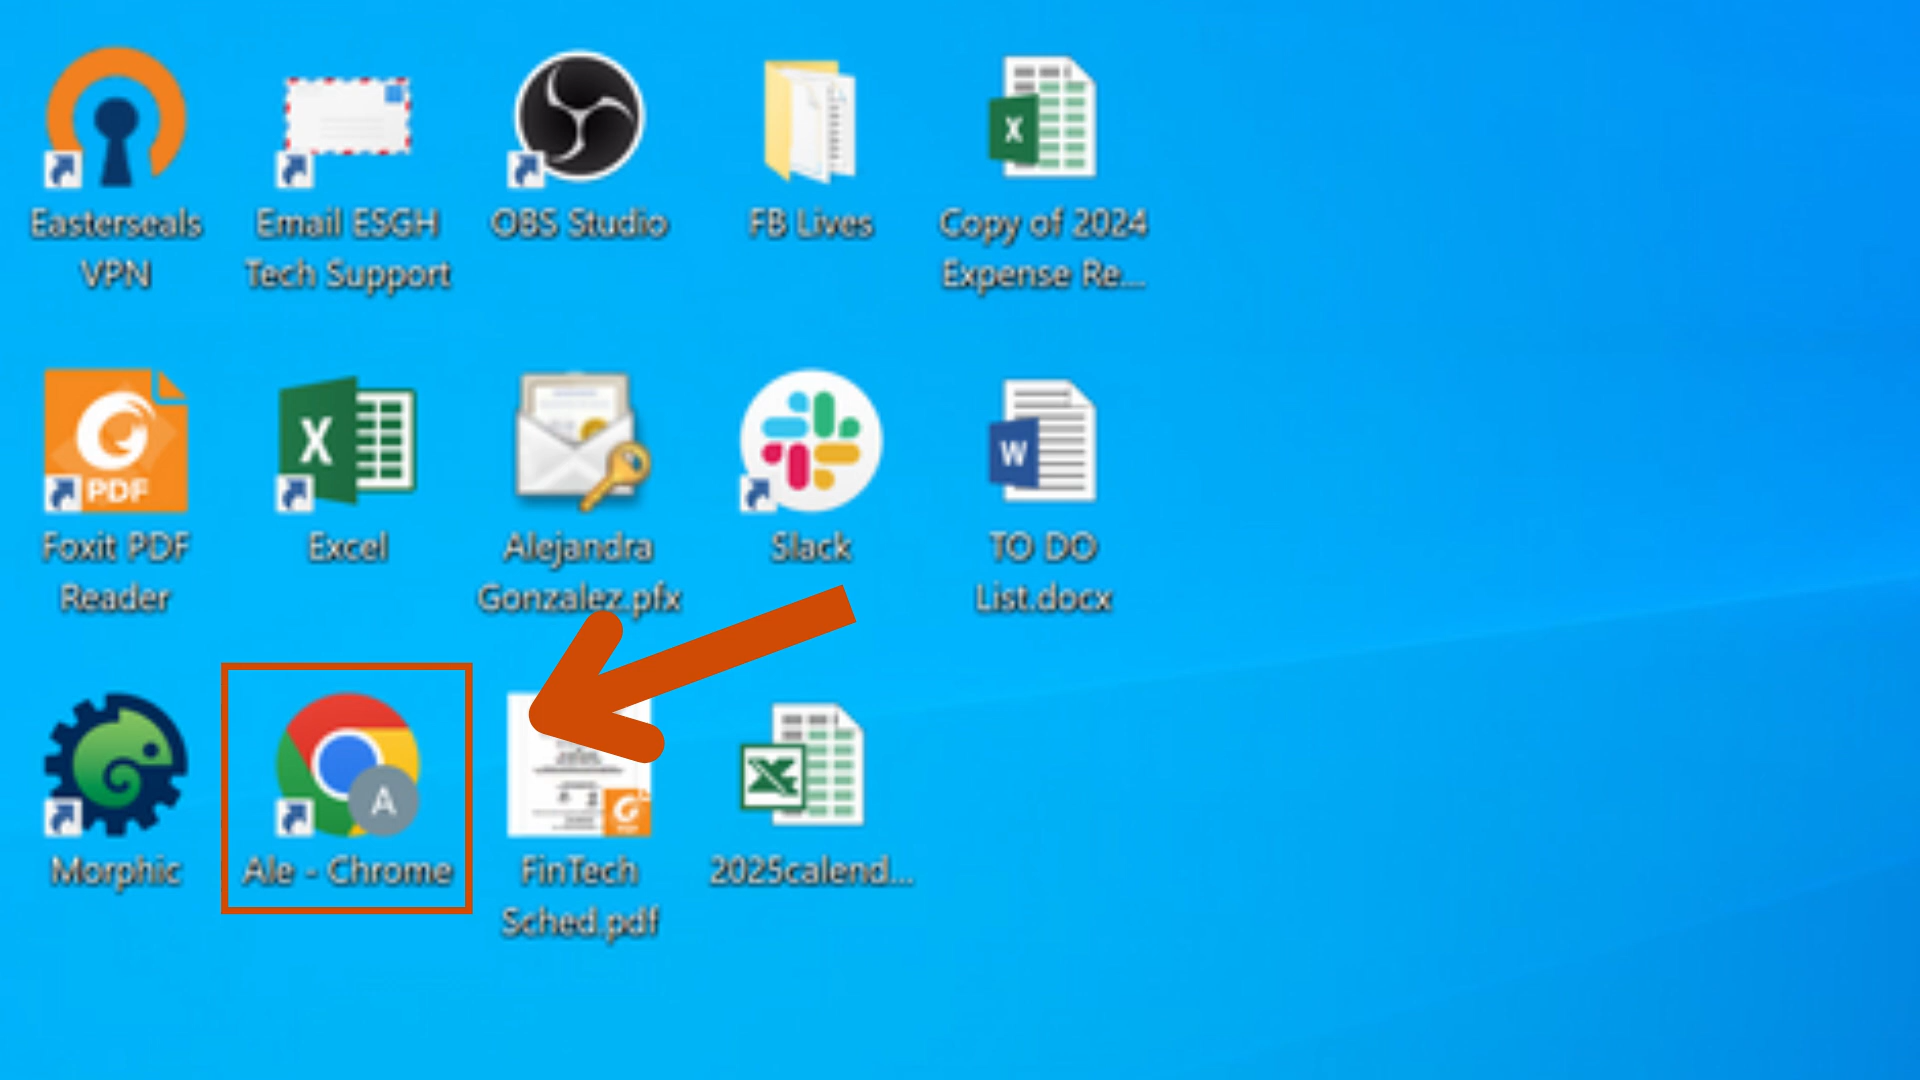 Easterseals
VPN
Email ESGH
Tech Support
OBS Studio
FB Lives
Copy of 2024
Expense Re...
PDF
Foxit PDF
Reader
X
Excel
Alejandra
Gonzalez.pfx
Slack
W
TO DO
List.docx
Morphic
A
Ale - Chrome
FinTech
Sched.pdf
2025calend...